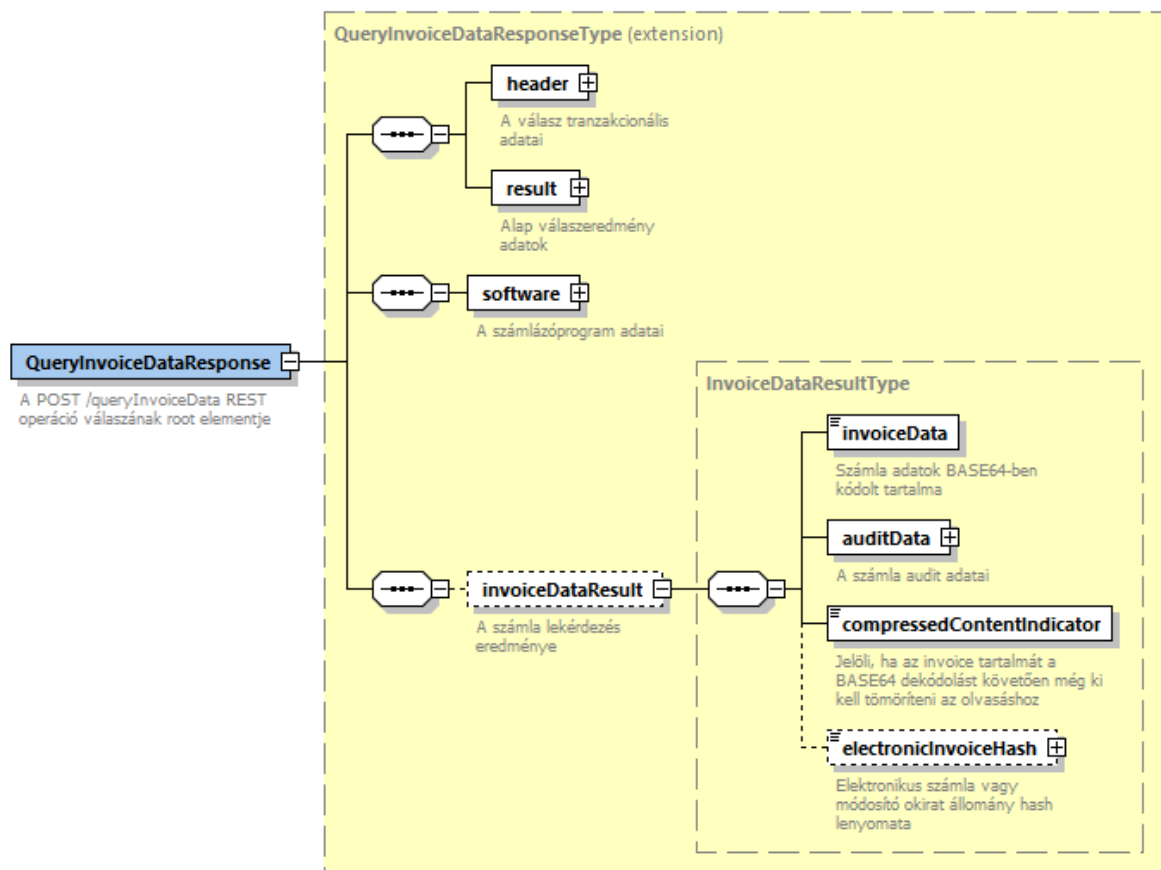 QueryInvoiceDataResponseType (extension)
header
A válasz tranzakcionális
adatai
result
Alap válaszeredmény
adatok
software
A számlázóprogram adatai
QueryInvoiceDataResponse
A POST /queryInvoiceData REST
operáció válaszának root elementje
InvoiceDataResultType
invoiceData
Számla adatok BASE64-ben
kódolt tartalma
auditData
A számla audit adatai
invoiceDataResult
A számla lekérdezés
eredménye
compressedContentIndicator
Jelöli, ha az invoice tartalmát a
BASE64 dekódolást követően még ki
kell tömöríteni az olvasáshoz
electronicInvoiceHash
Elektronikus számla vagy
módosító okirat állomány hash
lenyomata